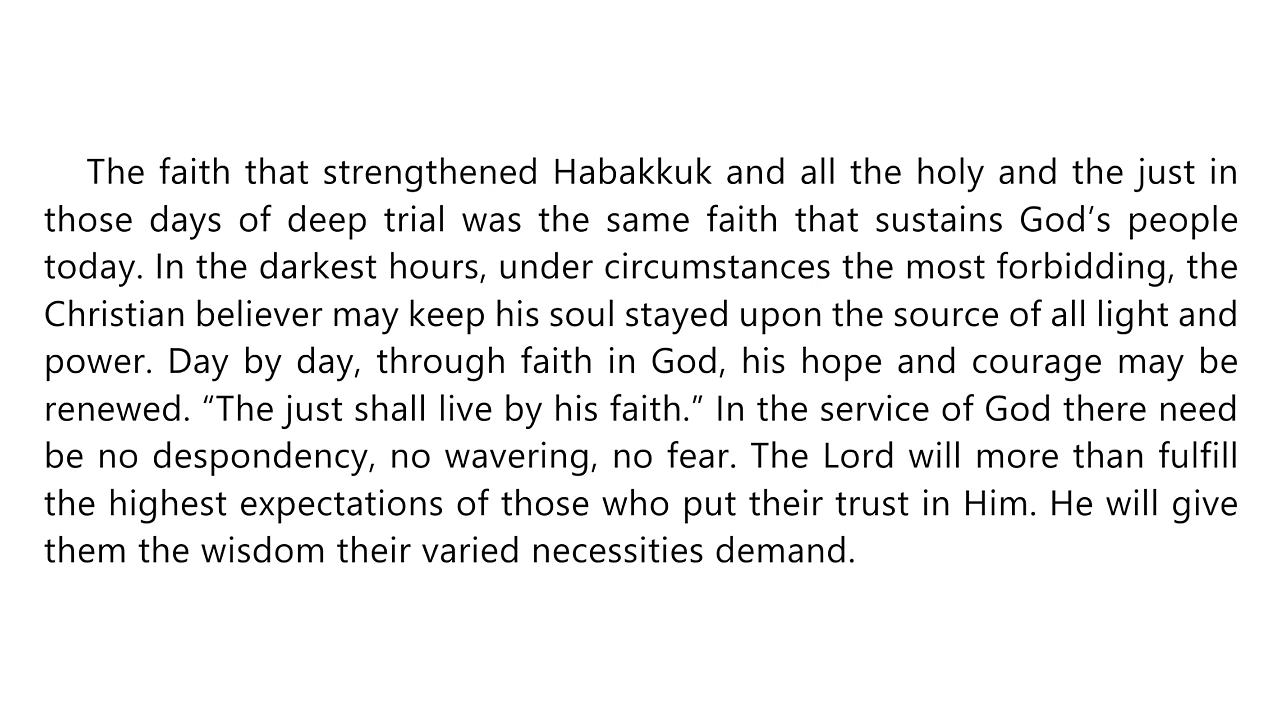 The faith that strengthened Habakkuk and all the holy and the just in
those days of deep trial was the same faith that sustains God’s people
today. In the darkest hours, under circumstances the most forbidding, the
Christian believer may keep his soul stayed upon the source of all light and
power. Day by day, through faith in God, his hope and courage may be
renewed. “The just shall live by his faith.” In the service of God there need
be no despondency, no wavering, no fear. The Lord will more than fulfill
the highest expectations of those who put their trust in Him. He will give
them the wisdom their varied necessities demand.